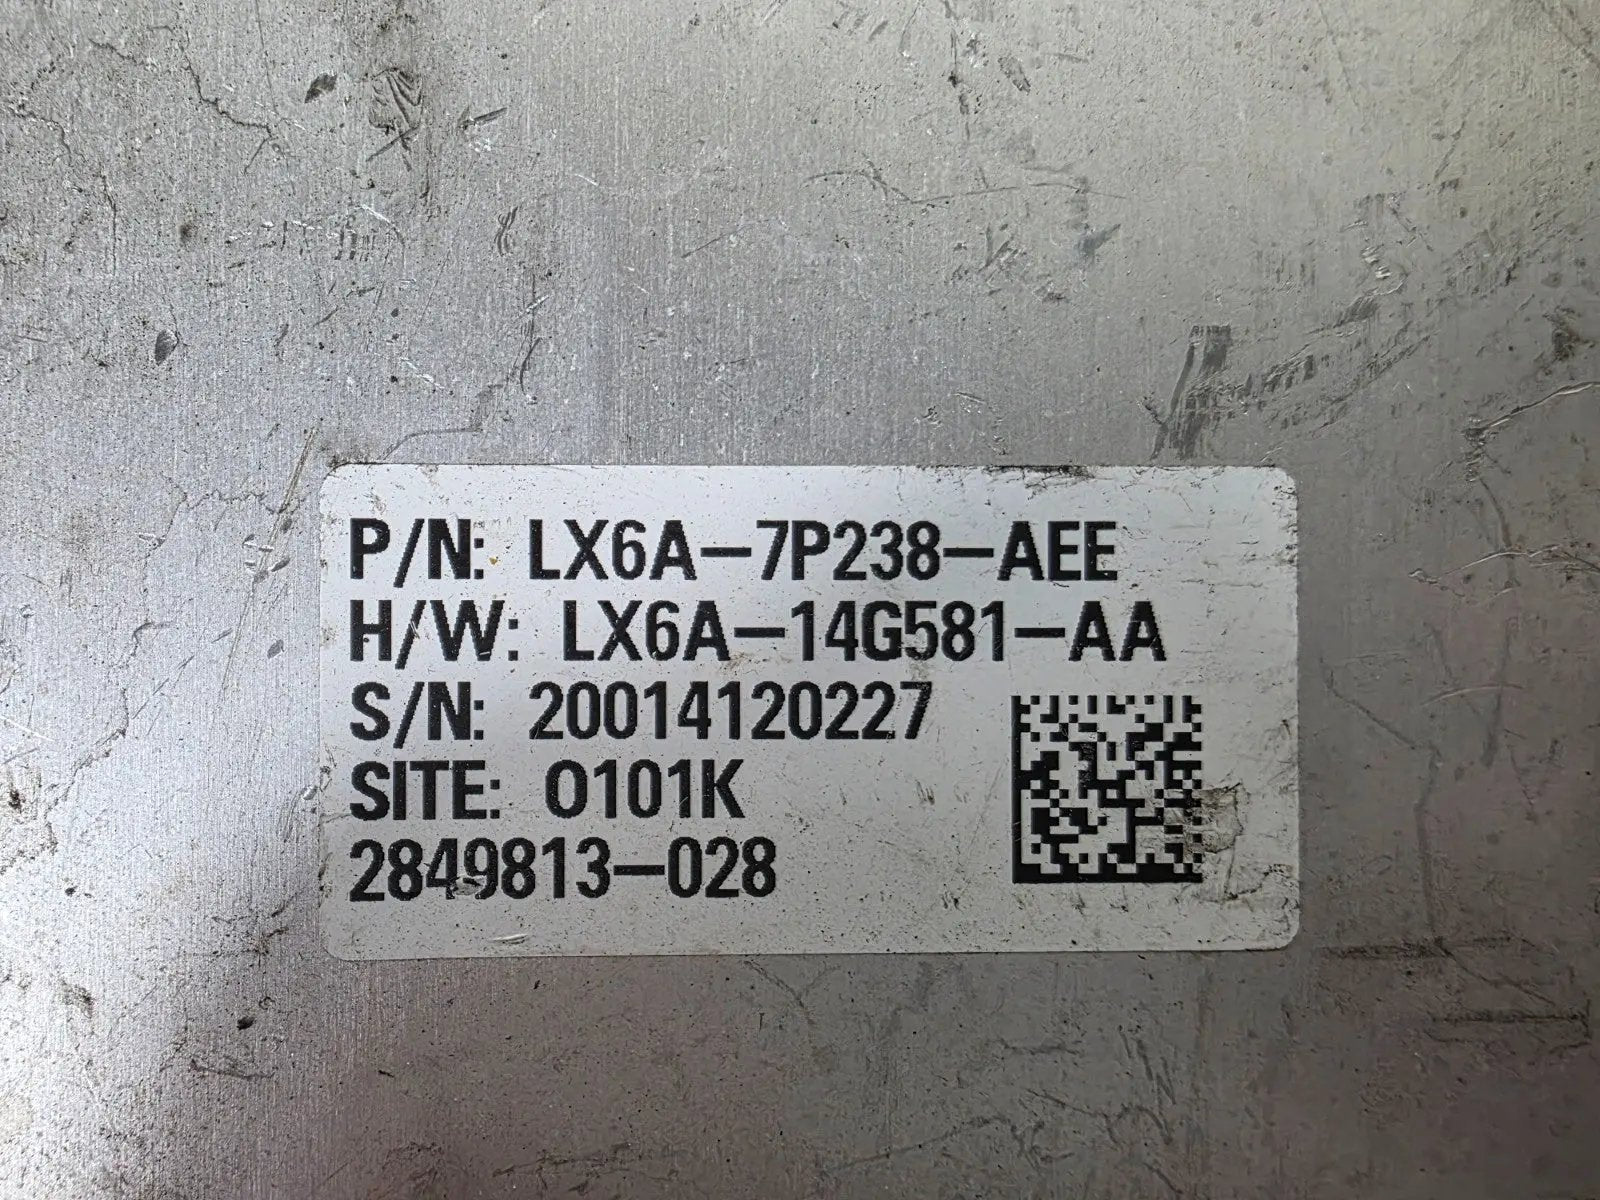 P/N: LX6A-7P238-AEE
H/W: LX6A-14G581-AA
S/N: 20014120227
SITE: O101K
2849813-028